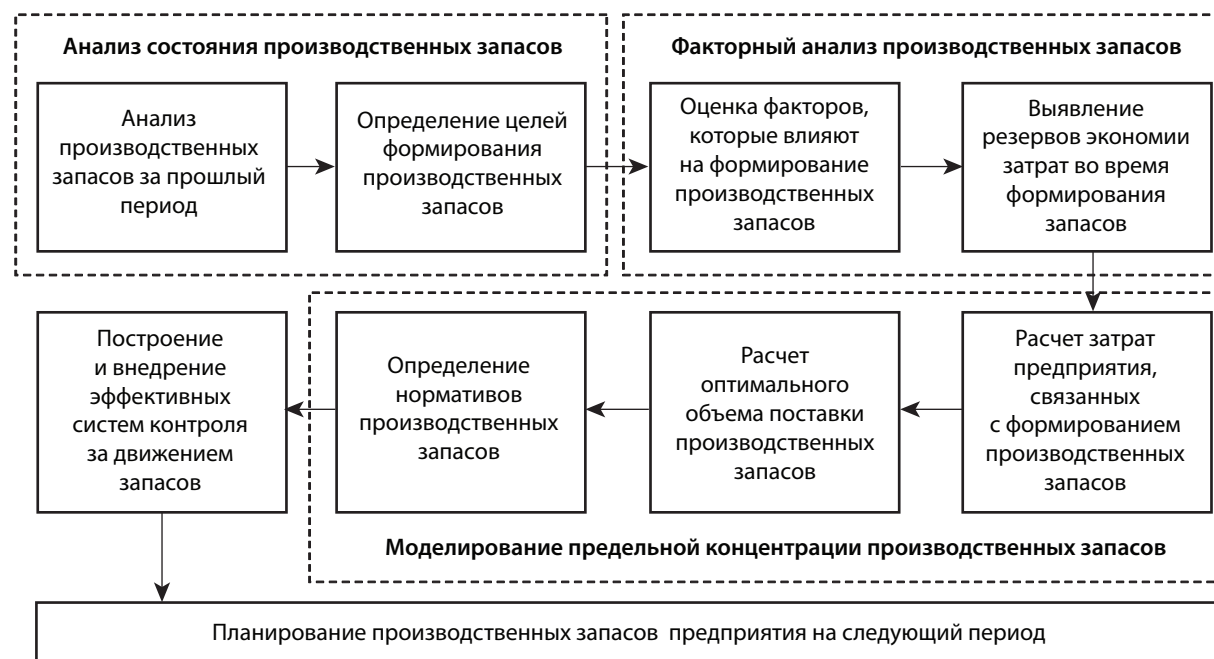 Анализ состояния производственных запасов
Анализ
производственных
запасов за прошлый
период
Определение целей
формирования
производственных
запасов
Факторный анализ производственных запасов
Оценка факторов,
которые влияют
на формирование
производственных
запасов
Выявление
резервов экономии
затрат во время
формирования
запасов
Расчет затрат
предприятия,
связанных
с формированием
производственных
запасов
Расчет
оптимального
объема поставки
производственных
запасов
Определение
нормативов
производственных
запасов
Моделирование предельной концентрации производственных запасов
Построение
и внедрение
эффективных
систем контроля
за движением
запасов
Планирование производственных запасов предприятия на следующий период